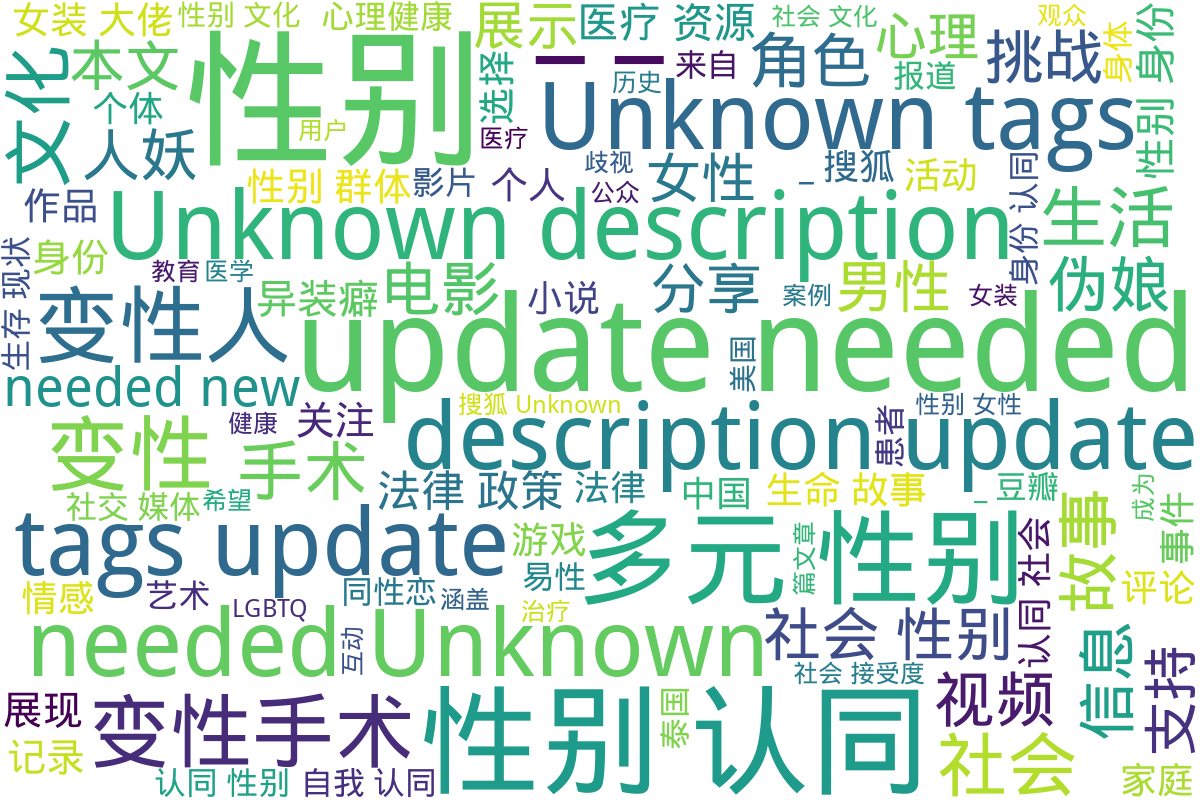 女装 大佬
性别 文化
心理健康
展示
医疗 资源
社会 文化
观众
身份
文化
本文
性别
选择
一 一
来自
角色
心理
挑战
身体
个体
历史
报道
人妖
用户
医疗
Unknown tags
性别
性别 群体
影片
个人
歧视
公众
女性
_ 搜狐
活动
身份 认同
作品
Unknown description
生活
身份
教育
医学
电影
分享
案例
男性
女装
伪娘
生存 现状
变性人
异装癖
小说
update needed
美国
needed new
健康
关注
搜狐 Unknown
description update
患者
性别 女性
变性 手术
法律 政策
法律
中国
生命 故事
_ 豆瓣
成为
社交 媒体
希望
tags update
游戏
多元 性别
篇文章
认同 社会
故事
事件
易性
情感
艺术
LGBTQ
同性恋
涵盖
治疗
评论
needed Unknown
互动
社会 性别
社会 接受度
信息
支持
展现
变性手术
性别 认同
泰国
视频
记录
社会
认同 性别
自我 认同
家庭